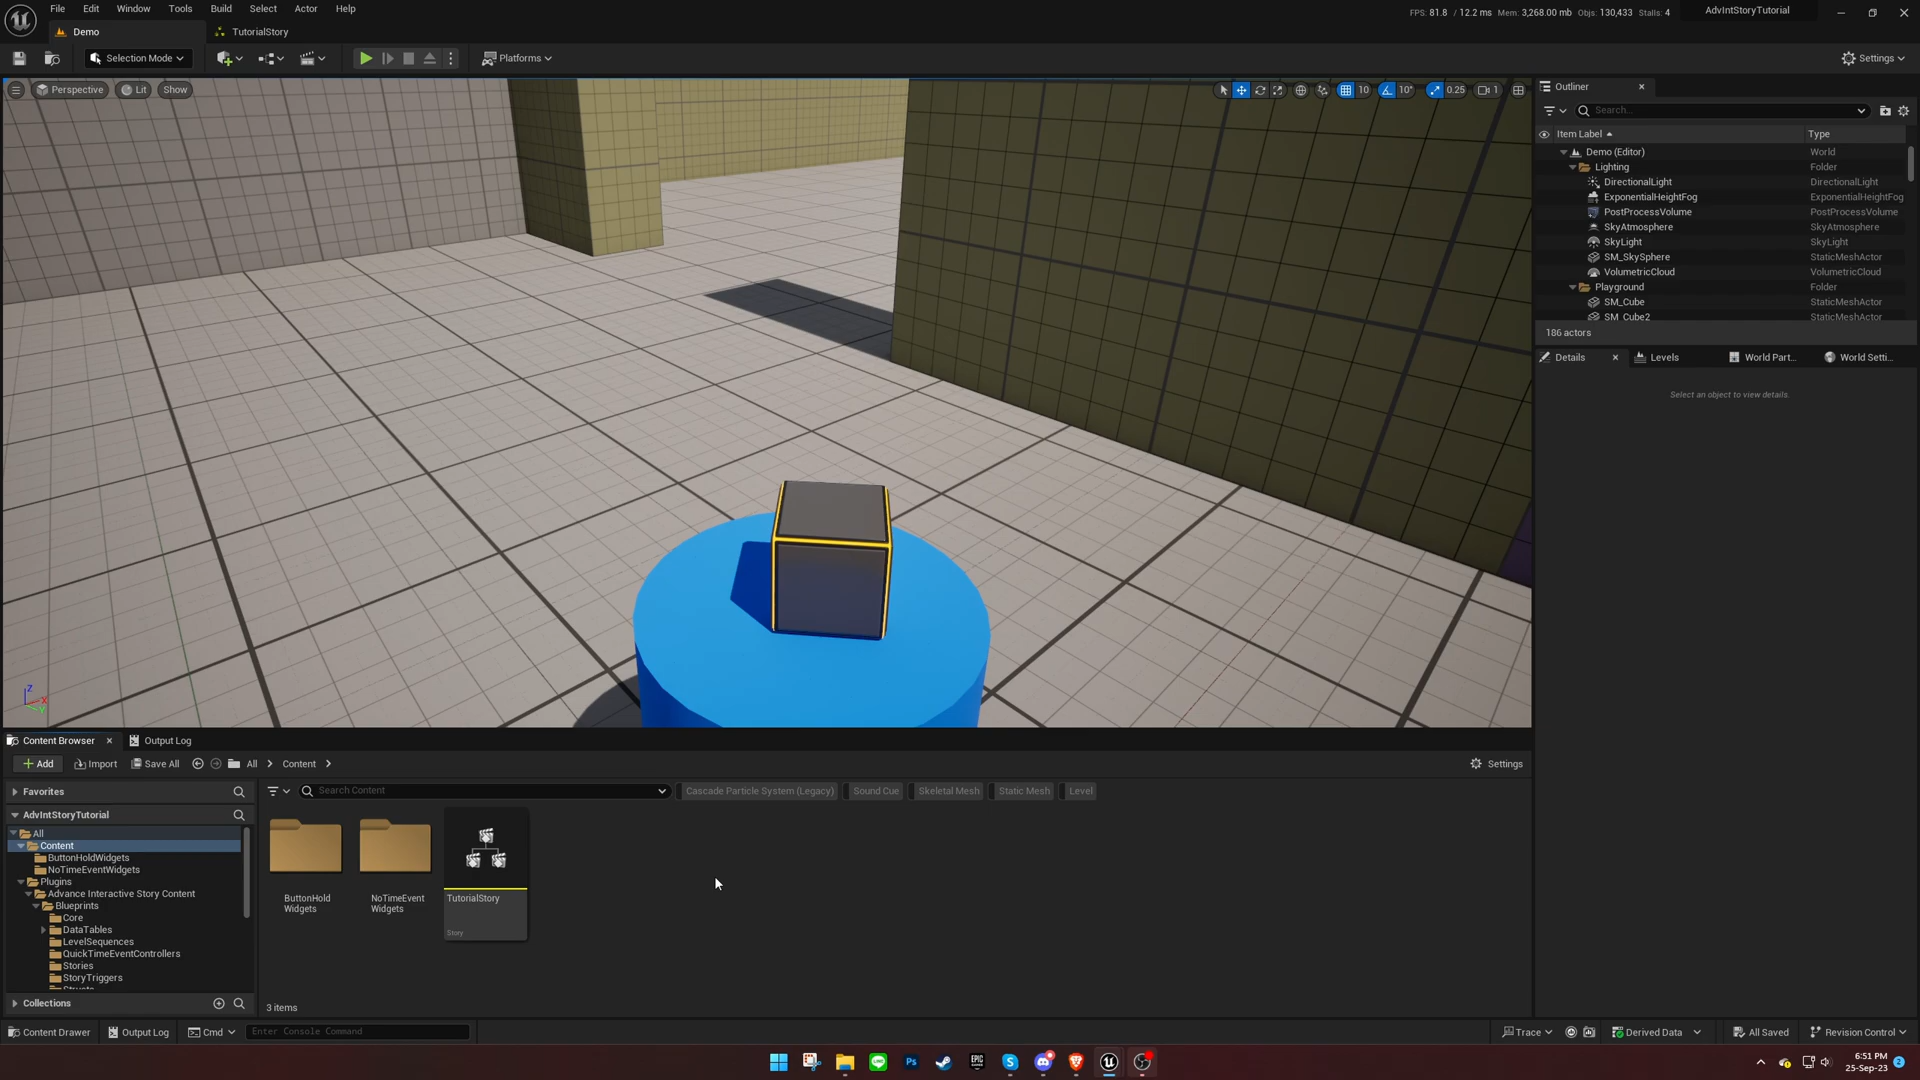 File Edit Window Tools Build Select Actor Help
FPS: 81.8 / 12.2 ms Mem: 3,268.00 mb Objs: 130,433 Stalls: 4 AdvIntStoryTutorial
Demo TutorialStory
Selection Mode Platforms Settings
Perspective Lit Show 10 10° 0.25 1
Outliner
Search...
Item Label Type
Demo (Editor) World
Lighting Folder
DirectionalLight DirectionalLight
ExponentialHeightFog ExponentialHeightFog
PostProcessVolume PostProcessVolume
SkyAtmosphere SkyAtmosphere
SkyLight SkyLight
SM_SkySphere StaticMeshActor
VolumetricCloud VolumetricCloud
Playground Folder
SM_Cube StaticMeshActor
SM_Cube2 StaticMeshActor
186 actors
Details Levels World Part... World Setti...
Select an object to view details.
Z
X
Y
Content Browser Output Log
Add Import Save All All Content Settings
Favorites
Search Content Cascade Particle System (Legacy) Sound Cue Skeletal Mesh Static Mesh Level
AdvIntStoryTutorial
All
Content
ButtonHoldWidgets
NoTimeEventWidgets
Plugins
Advance Interactive Story Content
Blueprints
Core
DataTables
LevelSequences
QuickTimeEventControllers
Stories
StoryTriggers
Structs
Collections
ButtonHold
Widgets
NoTimeEvent
Widgets
TutorialStory
Story
3 items
Content Drawer Output Log Cmd Enter Console Command Trace Derived Data All Saved Revision Control
Ps EPIC
6:51 PM
25-Sep-23
2